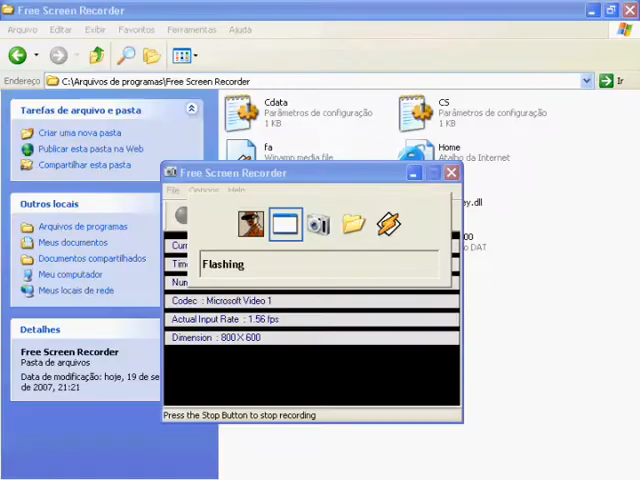 Free Screen Recorder
Arquivo Editar Exibir Favoritos Ferramentas Ajuda
Endereço C:\Arquivos de programas\Free Screen Recorder Ir
Tarefas de arquivo e pasta
Criar uma nova pasta
Publicar esta pasta na Web
Compartilhar esta pasta
Outros locais
Arquivos de programas
Meus documentos
Documentos compartilhados
Meu computador
Meus locais de rede
Detalhes
Free Screen Recorder
Pasta de arquivos
Data de modificação: hoje, 19 de
de 2007, 21:21
Cdata
Parâmetros de configuração
1 KB
CS
Parâmetros de configuração
1 KB
fa
Winamp media file
Home
Atalho da Internet
Free Screen Recorder
File Options Help
Flashing
Codec : Microsoft Video 1
Actual Input Rate : 1.56 fps
Dimension : 800 X 600
Press the Stop Button to stop recording